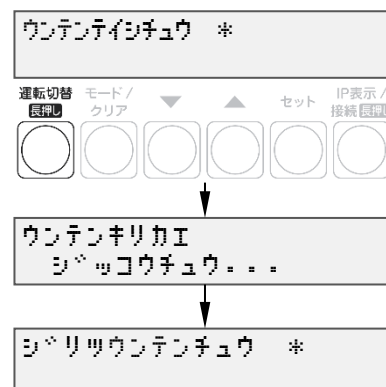 ウンテンテイシチュウ *
運転切替
長押し
モード/
クリア
▼
▲
セット
IP表示/
接続 長押し
ウンテンキリカエ
ジッコウチュウ...
ジリツウンテンチュウ *